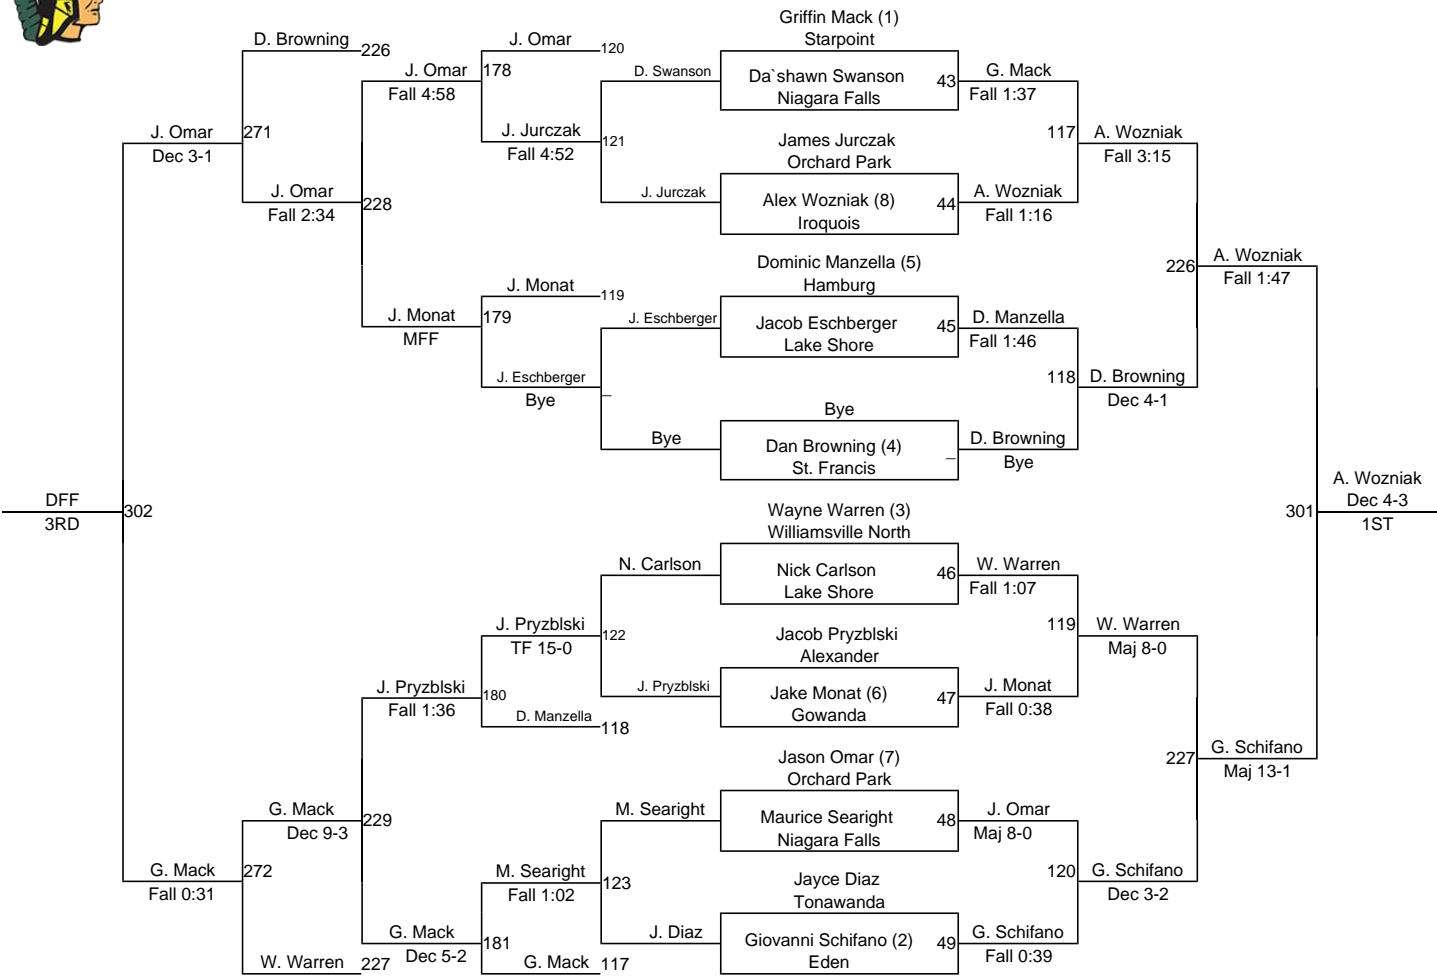 Griffin Mack (1)
Starpoint
D. Browning
226
J. Omar
120
J. Omar
178
D. Swanson
Da`shawn Swanson
43
G. Mack
Fall 4:58
Niagara Falls
Fall 1:37
J. Omar
271
J. Jurczak
121
James Jurczak
117
A. Wozniak
Dec 3-1
Fall 4:52
Orchard Park
Fall 3:15
J. Omar
228
J. Jurczak
Alex Wozniak (8)
44
A. Wozniak
Fall 2:34
Iroquois
Fall 1:16
Dominic Manzella (5)
226
A. Wozniak
J. Monat
119
Hamburg
Fall 1:47
J. Monat
179
J. Eschberger
Jacob Eschberger
45
D. Manzella
MFF
Lake Shore
Fall 1:46
J. Eschberger
118
D. Browning
Bye
_
Bye
Dec 4-1
Bye
Dan Browning (4)
_
D. Browning
St. Francis
Bye
A. Wozniak
DFF
302
Wayne Warren (3)
301
Dec 4-3
3RD
Williamsville North
1ST
N. Carlson
Nick Carlson
46
W. Warren
Lake Shore
Fall 1:07
J. Pryzblski
122
Jacob Pryzblski
119
W. Warren
TF 15-0
Alexander
Maj 8-0
J. Pryzblski
180
J. Pryzblski
Jake Monat (6)
47
J. Monat
Fall 1:36
D. Manzella
118
Gowanda
Fall 0:38
Jason Omar (7)
227
G. Schifano
Orchard Park
Maj 13-1
G. Mack
229
M. Searight
Maurice Searight
48
J. Omar
Dec 9-3
Niagara Falls
Maj 8-0
G. Mack
272
M. Searight
123
Jayce Diaz
120
G. Schifano
Fall 0:31
Fall 1:02
Tonawanda
Dec 3-2
G. Mack
181
J. Diaz
Giovanni Schifano (2)
49
G. Schifano
W. Warren
227
Dec 5-2
G. Mack
117
Eden
Fall 0:39